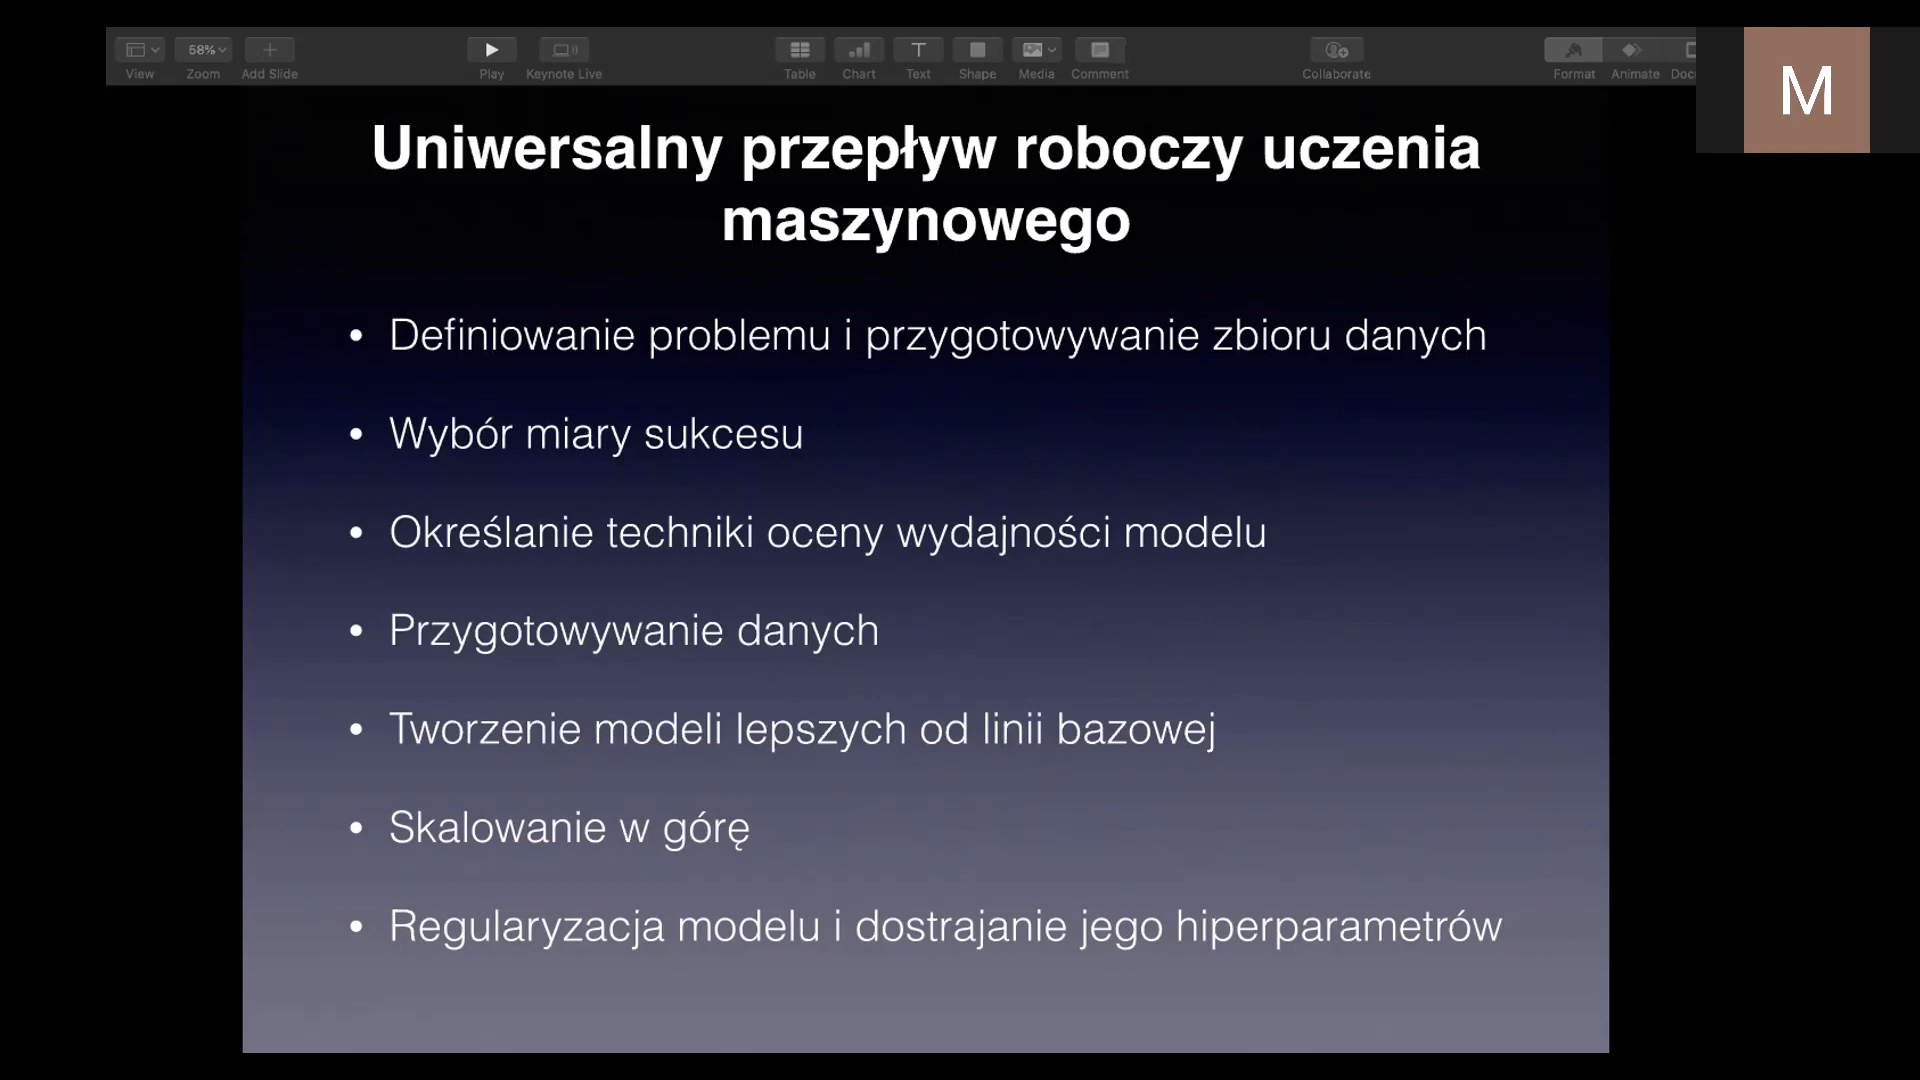 58%
View
Zoom
Add Slide
Play
Keynote Live
Table
Chart
Text
Shape
Media
Comment
Collaborate
Format
Animate
M
Uniwersalny przepływ roboczy uczenia
maszynowego
• Definiowanie problemu i przygotowywanie zbioru danych
• Wybór miary sukcesu
• Określanie techniki oceny wydajności modelu
• Przygotowywanie danych
• Tworzenie modeli lepszych od linii bazowej
• Skalowanie w górę
• Regularyzacja modelu i dostrajanie jego hiperparametrów